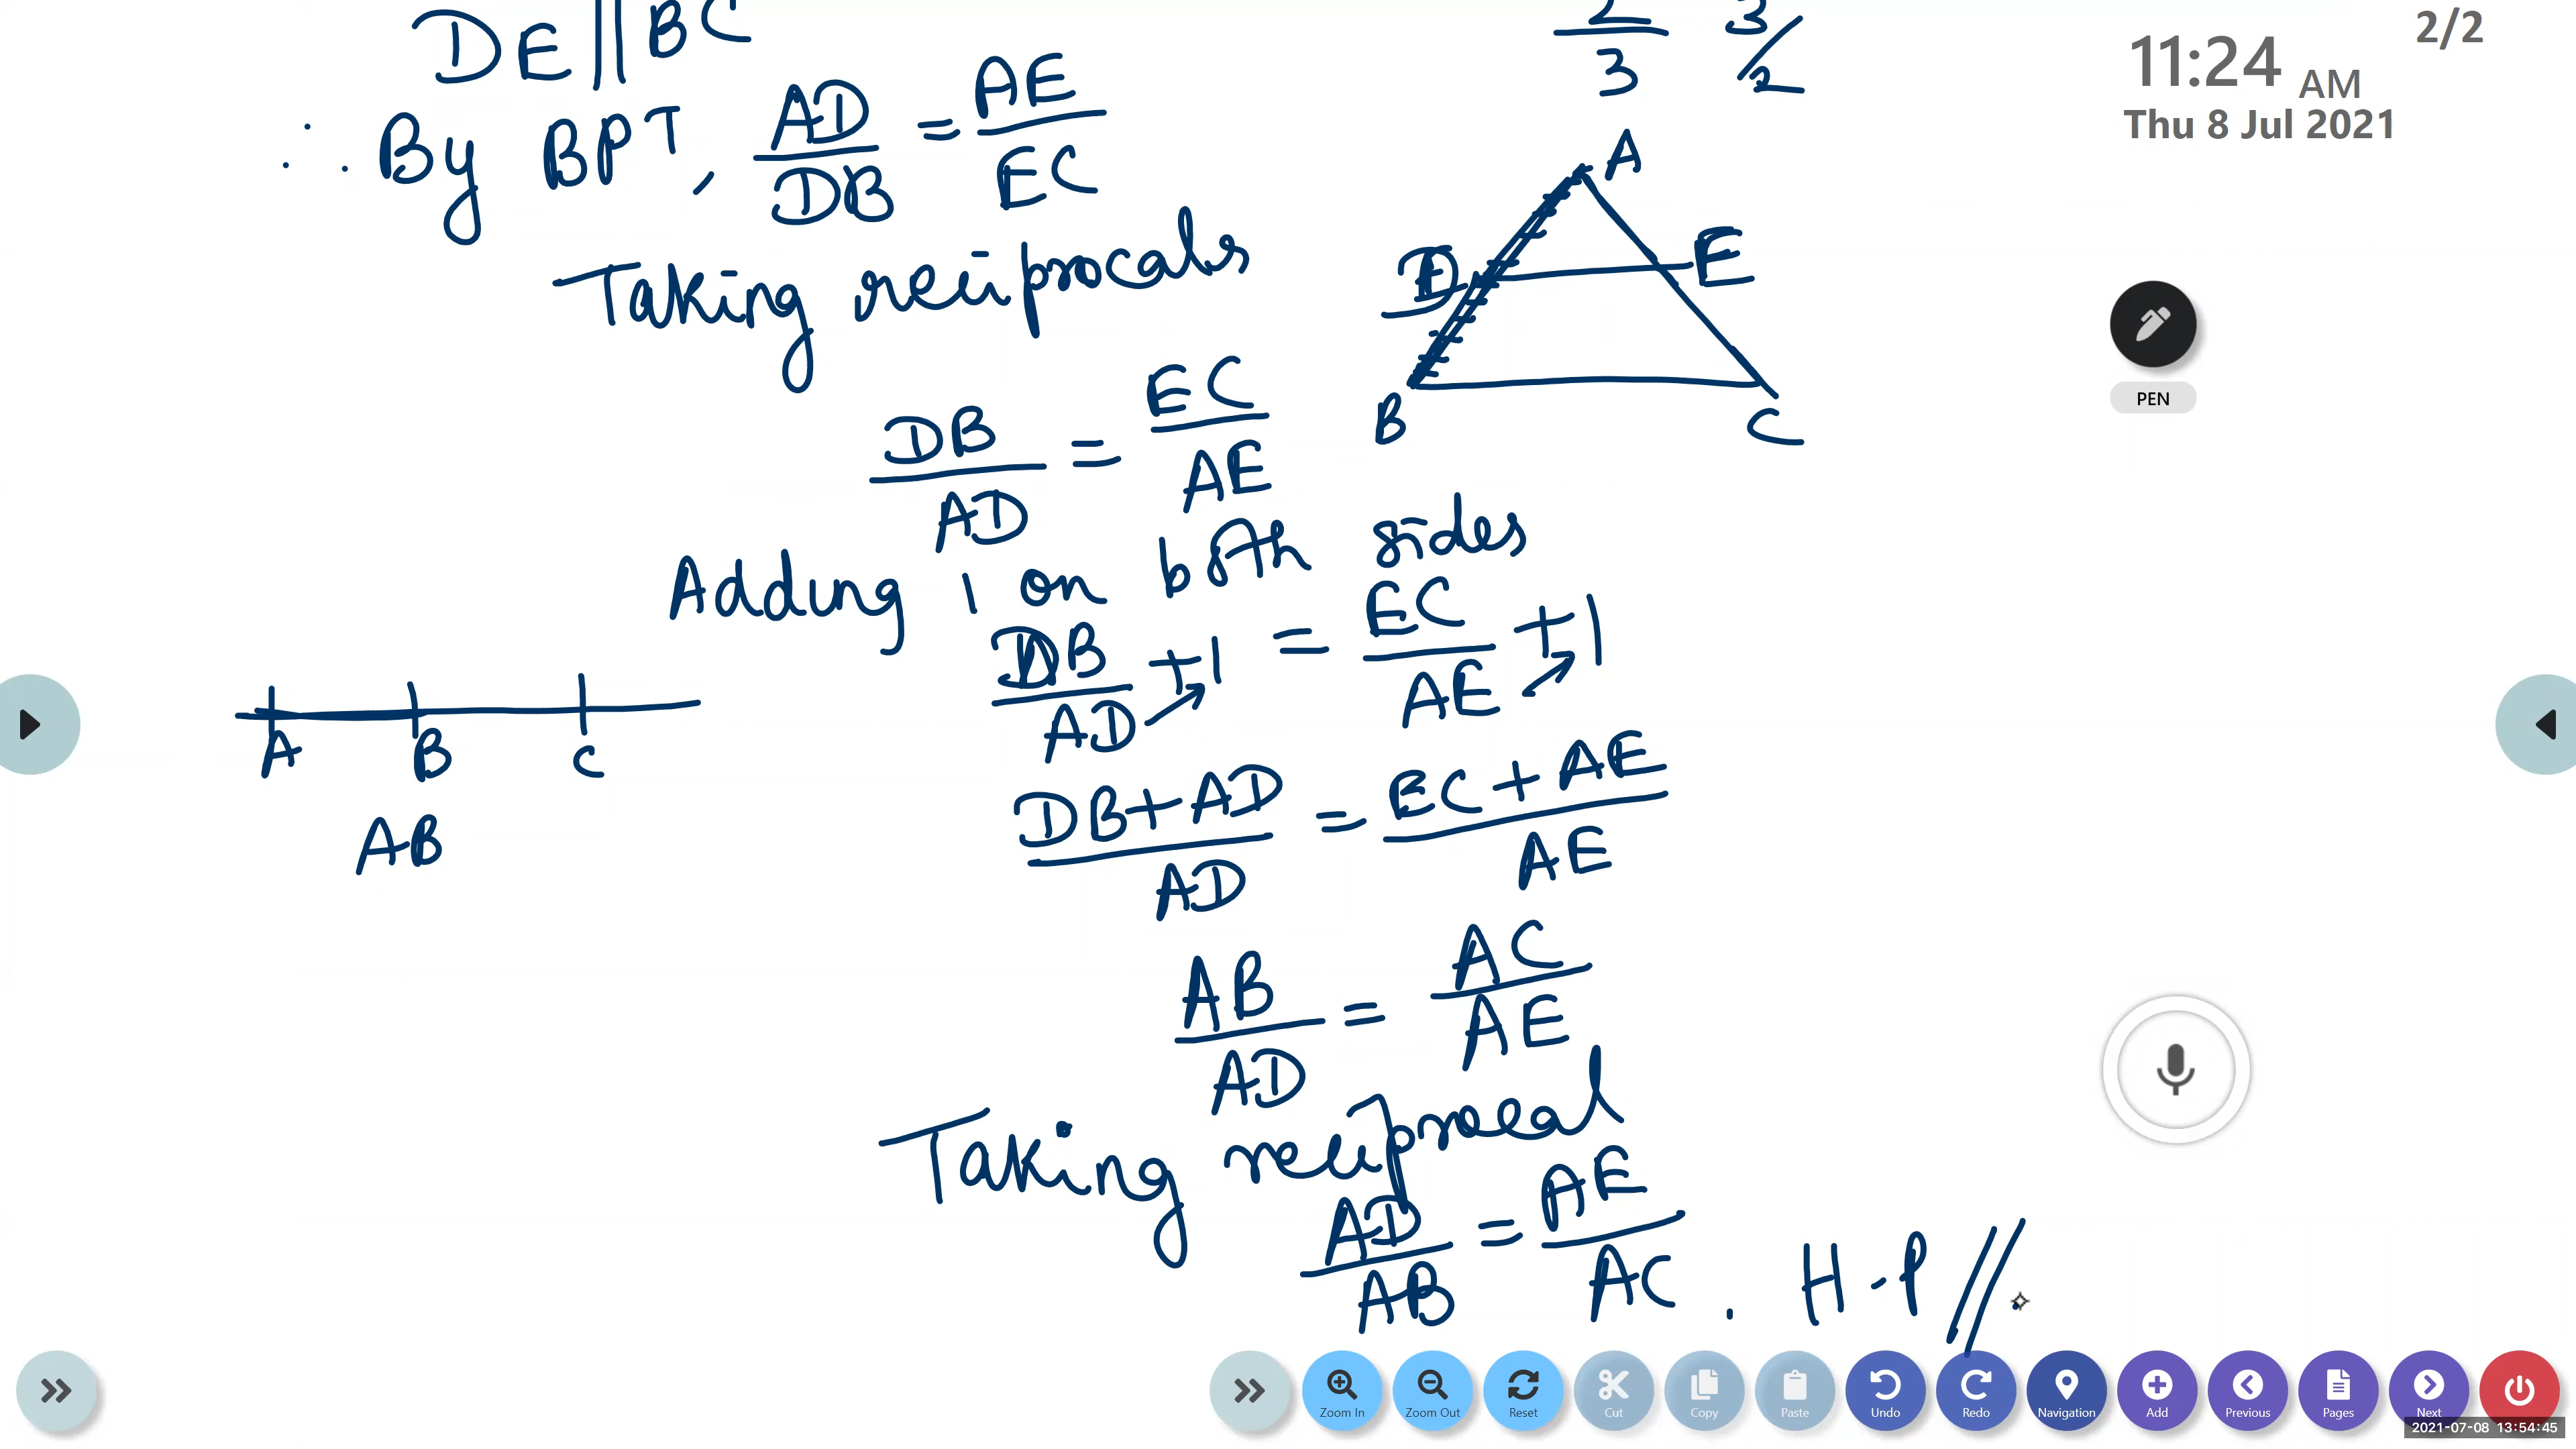 DE || BC
2/3 3/2
∴ By BPT, AD/DB = AE/EC
Taking reciprocals
DB/AD = EC/AE
Adding 1 on both sides
DB/AD + 1 = EC/AE + 1
DB+AD/AD = EC+AE/AE
AB/AD = AC/AE
Taking reciprocal
AD/AB = AE/AC . H.P //
A
D E
B C
A B C
AB
2/2
11:24 AM
Thu 8 Jul 2021
PEN
Zoom In Zoom Out Reset Cut Copy Paste Undo Redo Navigation Add Previous Pages Next
2021-07-08 13:54:45